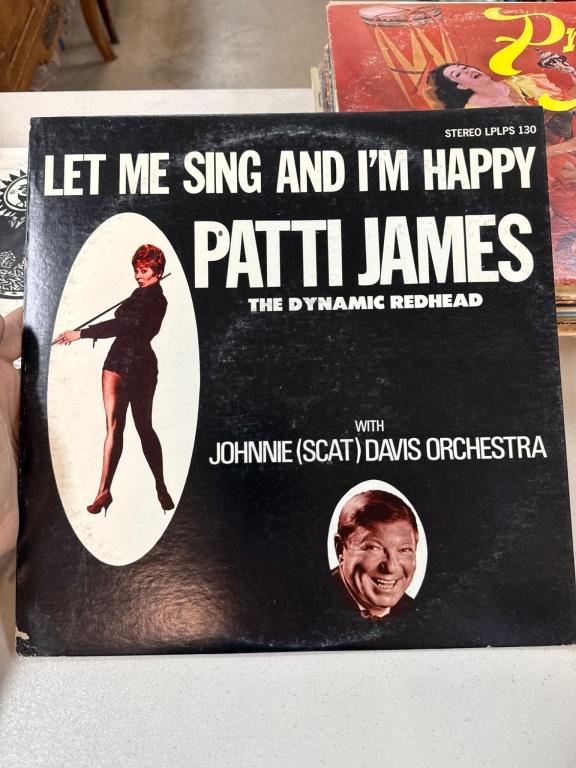 STEREO LPLPS 130
LET ME SING AND I'M HAPPY
PATTI JAMES
THE DYNAMIC REDHEAD
WITH
JOHNNIE (SCAT) DAVIS ORCHESTRA